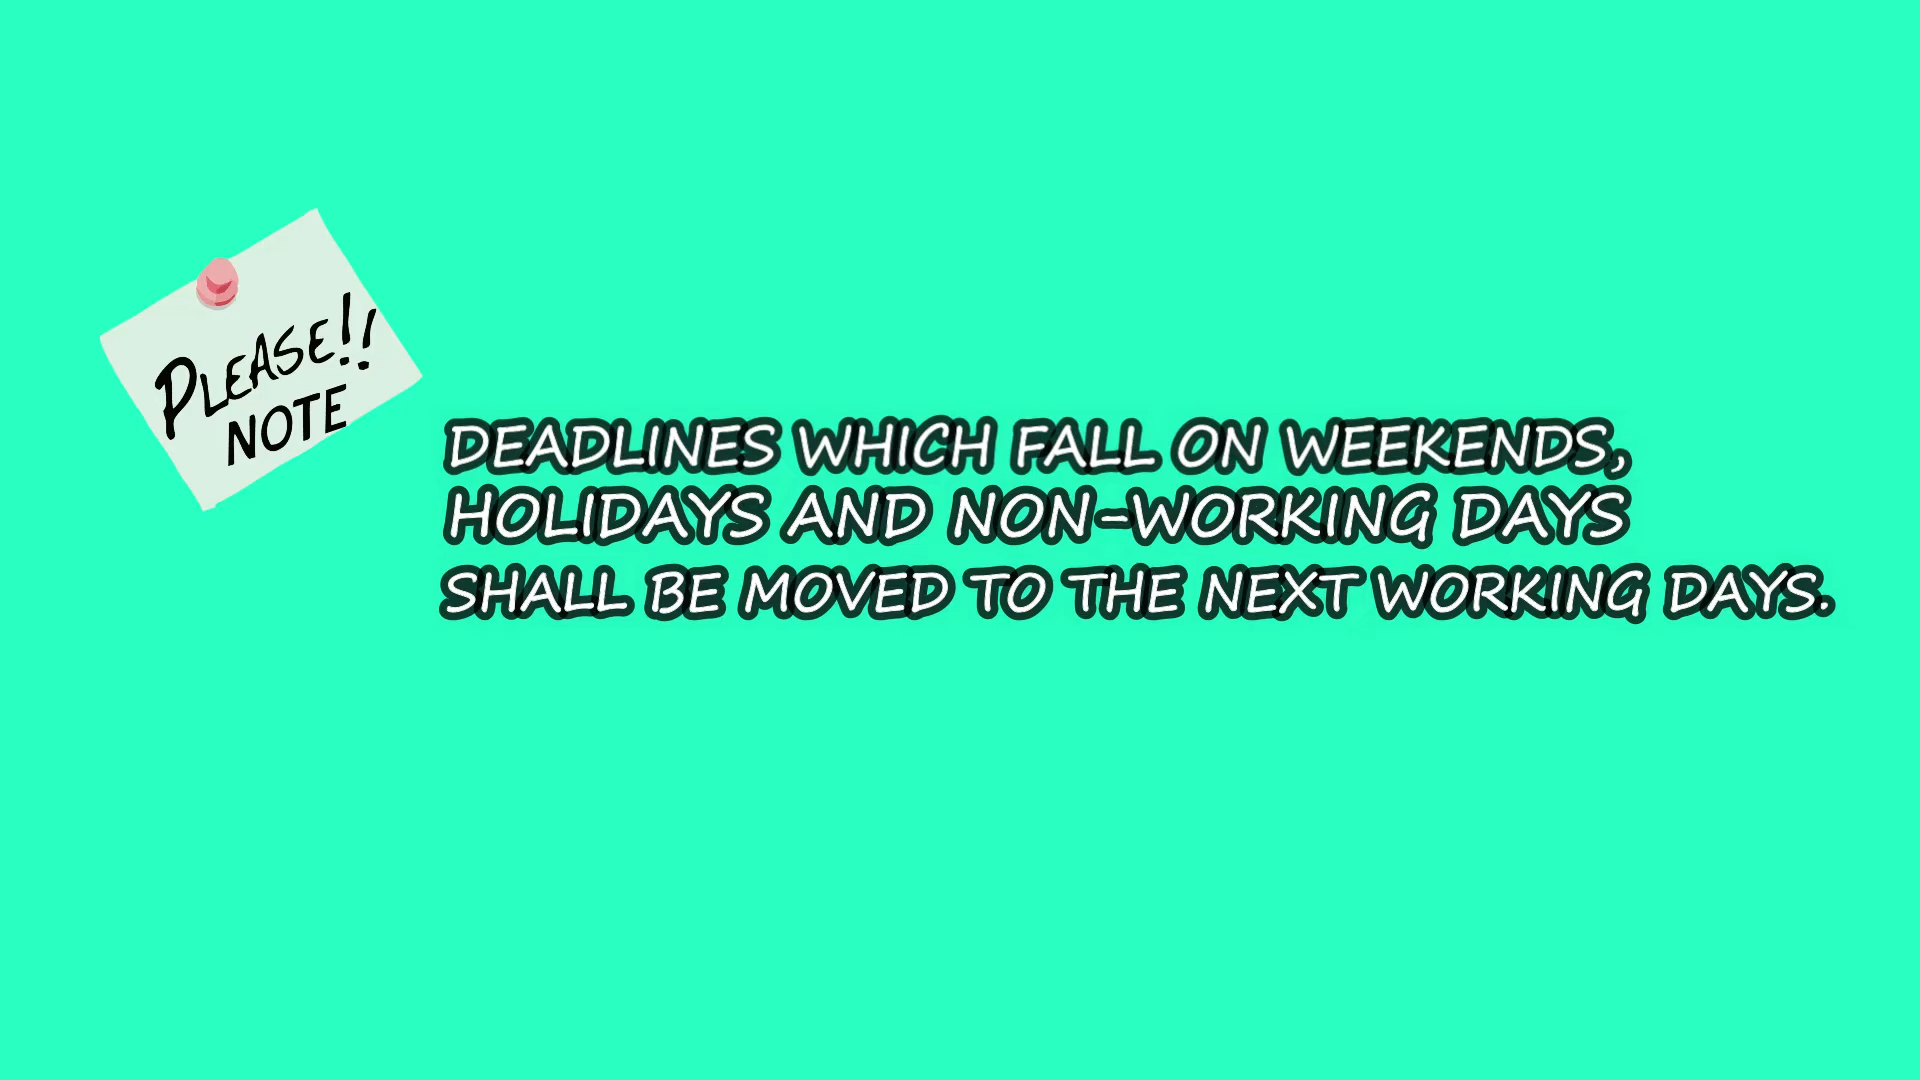 PLEASE!!
NOTE
DEADLINES WHICH FALL ON WEEKENDS,
HOLIDAYS AND NON-WORKING DAYS
SHALL BE MOVED TO THE NEXT WORKING DAYS.